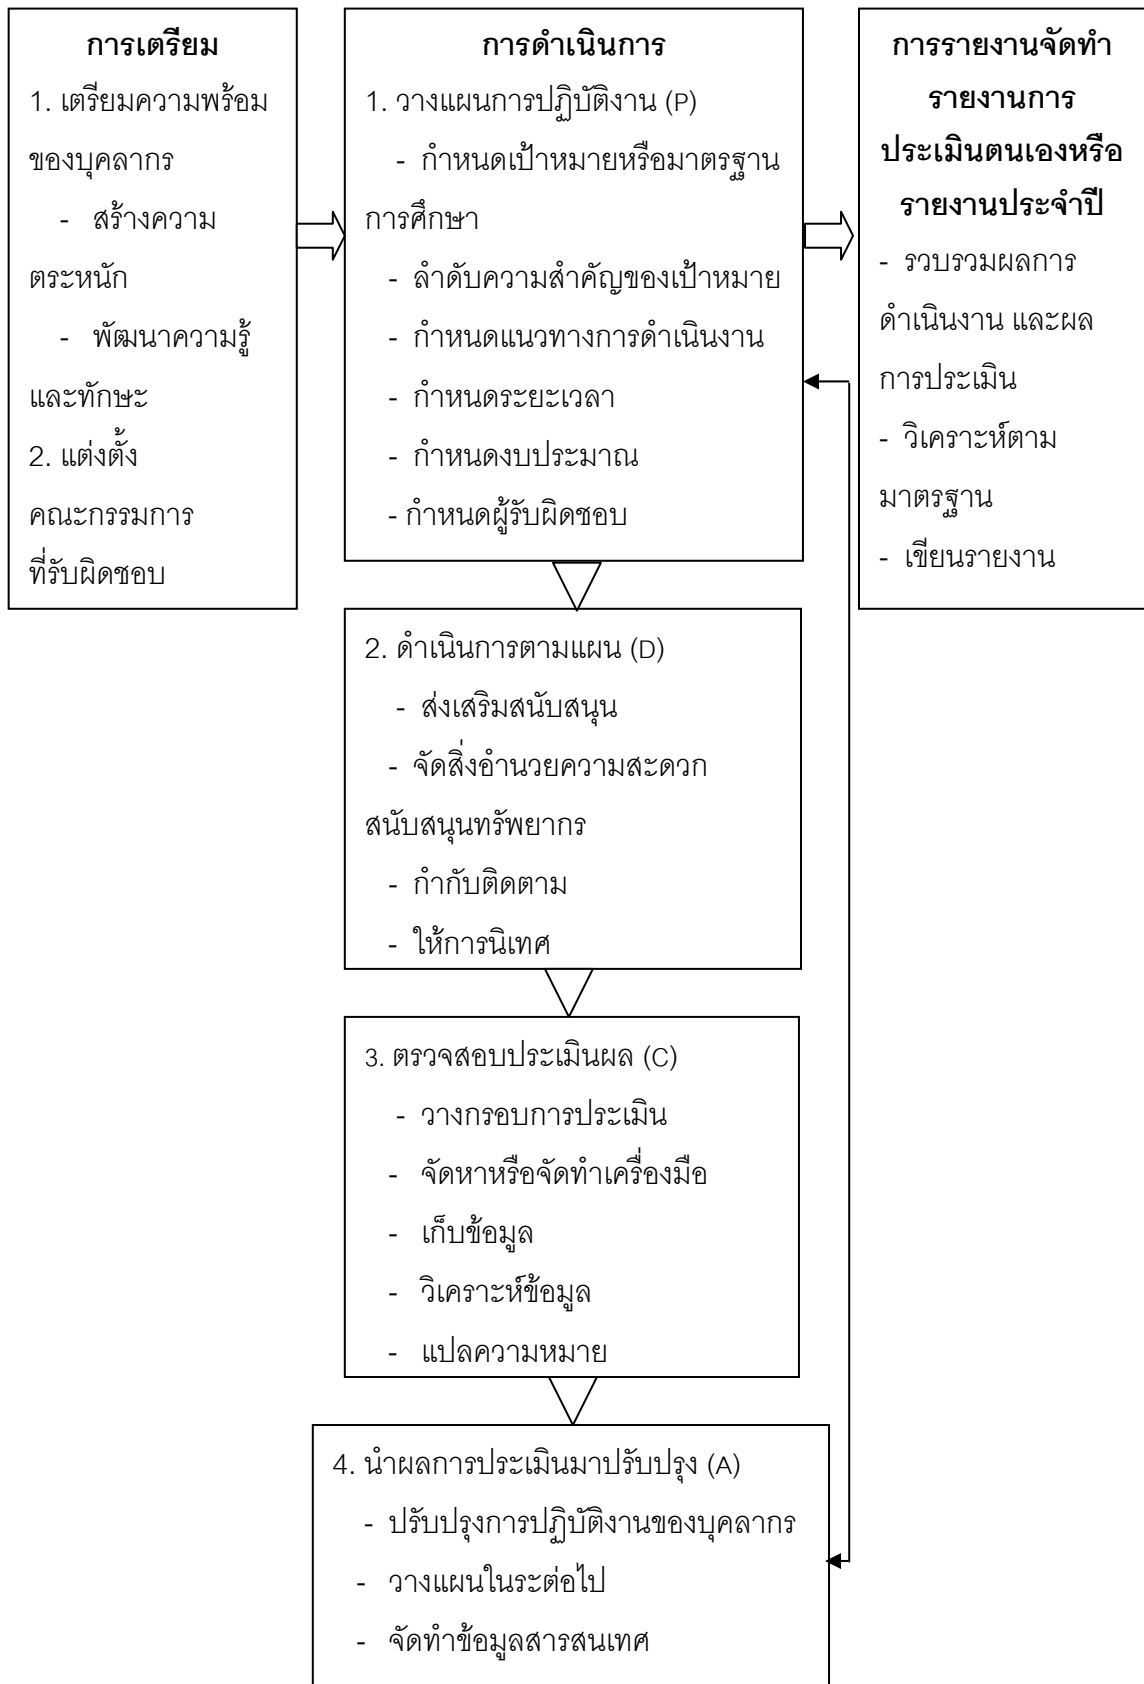 การเตรียม
1. เตรียมความพร้อม
ของบุคลากร
- สร้างความ
ตระหนัก
- พัฒนาความรู้
และทักษะ
2. แต่งตั้ง
คณะกรรมการ
ที่รับผิดชอบ
การดำเนินการ
1. วางแผนการปฏิบัติงาน (P)
- กำหนดเป้าหมายหรือมาตรฐาน
การศึกษา
- ลำดับความสำคัญของเป้าหมาย
- กำหนดแนวทางการดำเนินงาน
- กำหนดระยะเวลา
- กำหนดงบประมาณ
- กำหนดผู้รับผิดชอบ
2. ดำเนินการตามแผน (D)
- ส่งเสริมสนับสนุน
- จัดสิ่งอำนวยความสะดวก
สนับสนุนทรัพยากร
- กำกับติดตาม
- ให้การนิเทศ
3. ตรวจสอบประเมินผล (C)
- วางกรอบการประเมิน
- จัดหาหรือจัดทำเครื่องมือ
- เก็บข้อมูล
- วิเคราะห์ข้อมูล
- แปลความหมาย
4. นำผลการประเมินมาปรับปรุง (A)
- ปรับปรุงการปฏิบัติงานของบุคลากร
- วางแผนในระต่อไป
- จัดทำข้อมูลสารสนเทศ
การรายงานจัดทำ
รายงานการ
ประเมินตนเองหรือ
รายงานประจำปี
- รวบรวมผลการ
ดำเนินงาน และผล
การประเมิน
- วิเคราะห์ตาม
มาตรฐาน
- เขียนรายงาน